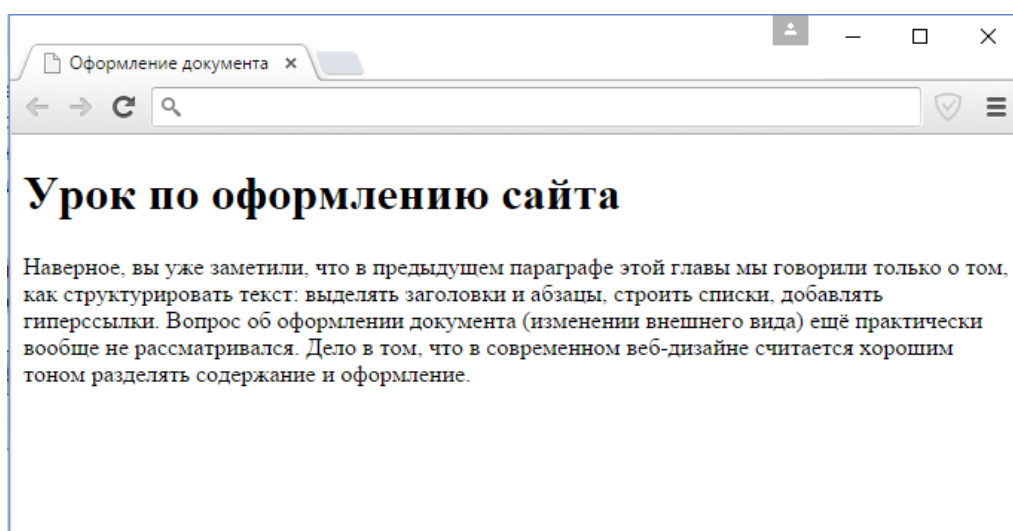 Оформление документа
Урок по оформлению сайта
Наверное, вы уже заметили, что в предыдущем параграфе этой главы мы говорили только о том,
как структурировать текст: выделять заголовки и абзацы, строить списки, добавлять
гиперссылки. Вопрос об оформлении документа (изменении внешнего вида) ещё практически
вообще не рассматривался. Дело в том, что в современном веб-дизайне считается хорошим
тоном разделять содержание и оформление.